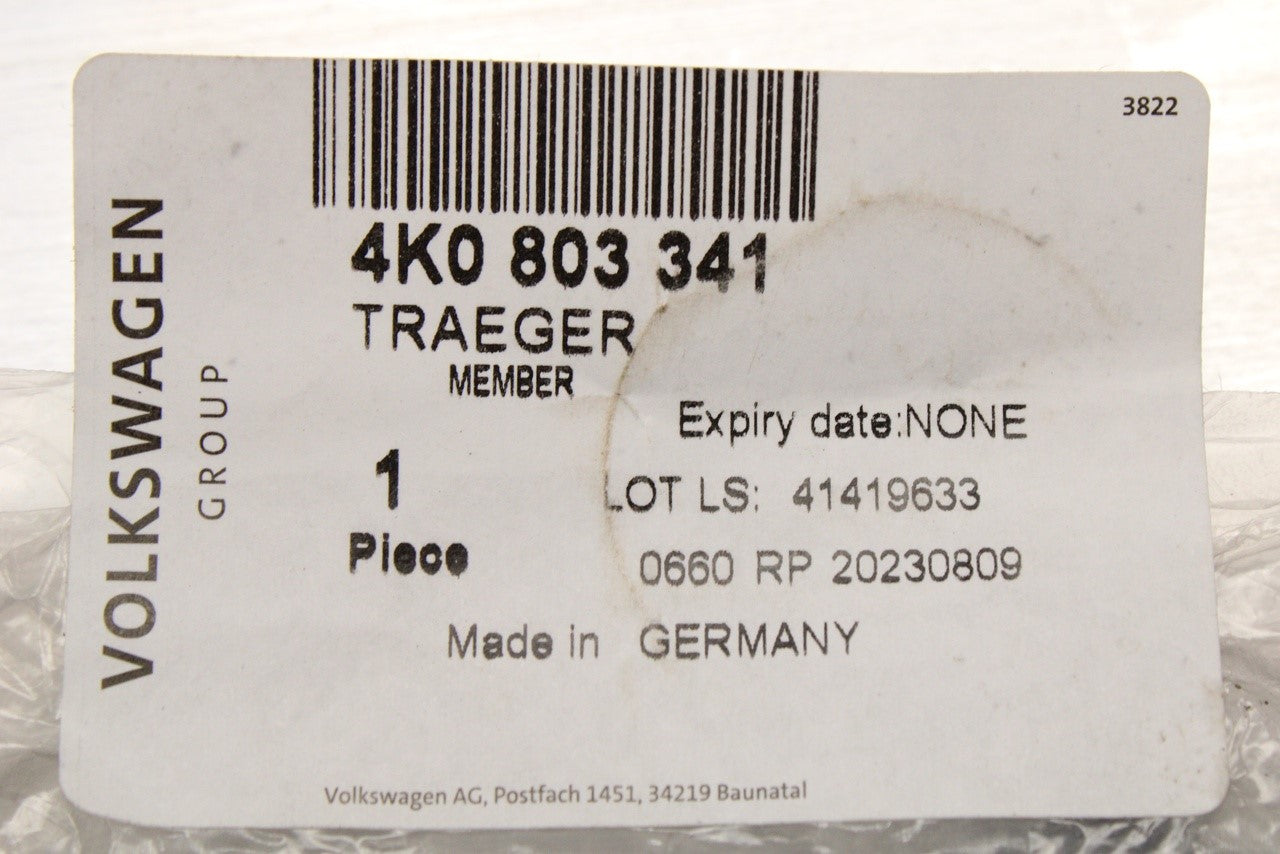 3822
VOLKSWAGEN
GROUP
4K0 803 341
TRAEGER
MEMBER
Expiry date:NONE
1
LOT LS: 41419633
Piece
0660 RP 20230809
Made in GERMANY
Volkswagen AG, Postfach 1451, 34219 Baunatal